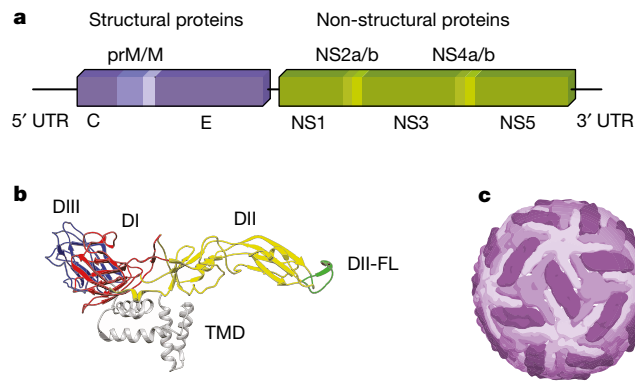 a
Structural proteins Non-structural proteins
prM/M NS2a/b NS4a/b
5′ UTR C E NS1 NS3 NS5 3′ UTR
b c
DIII DI DII
DII-FL
TMD